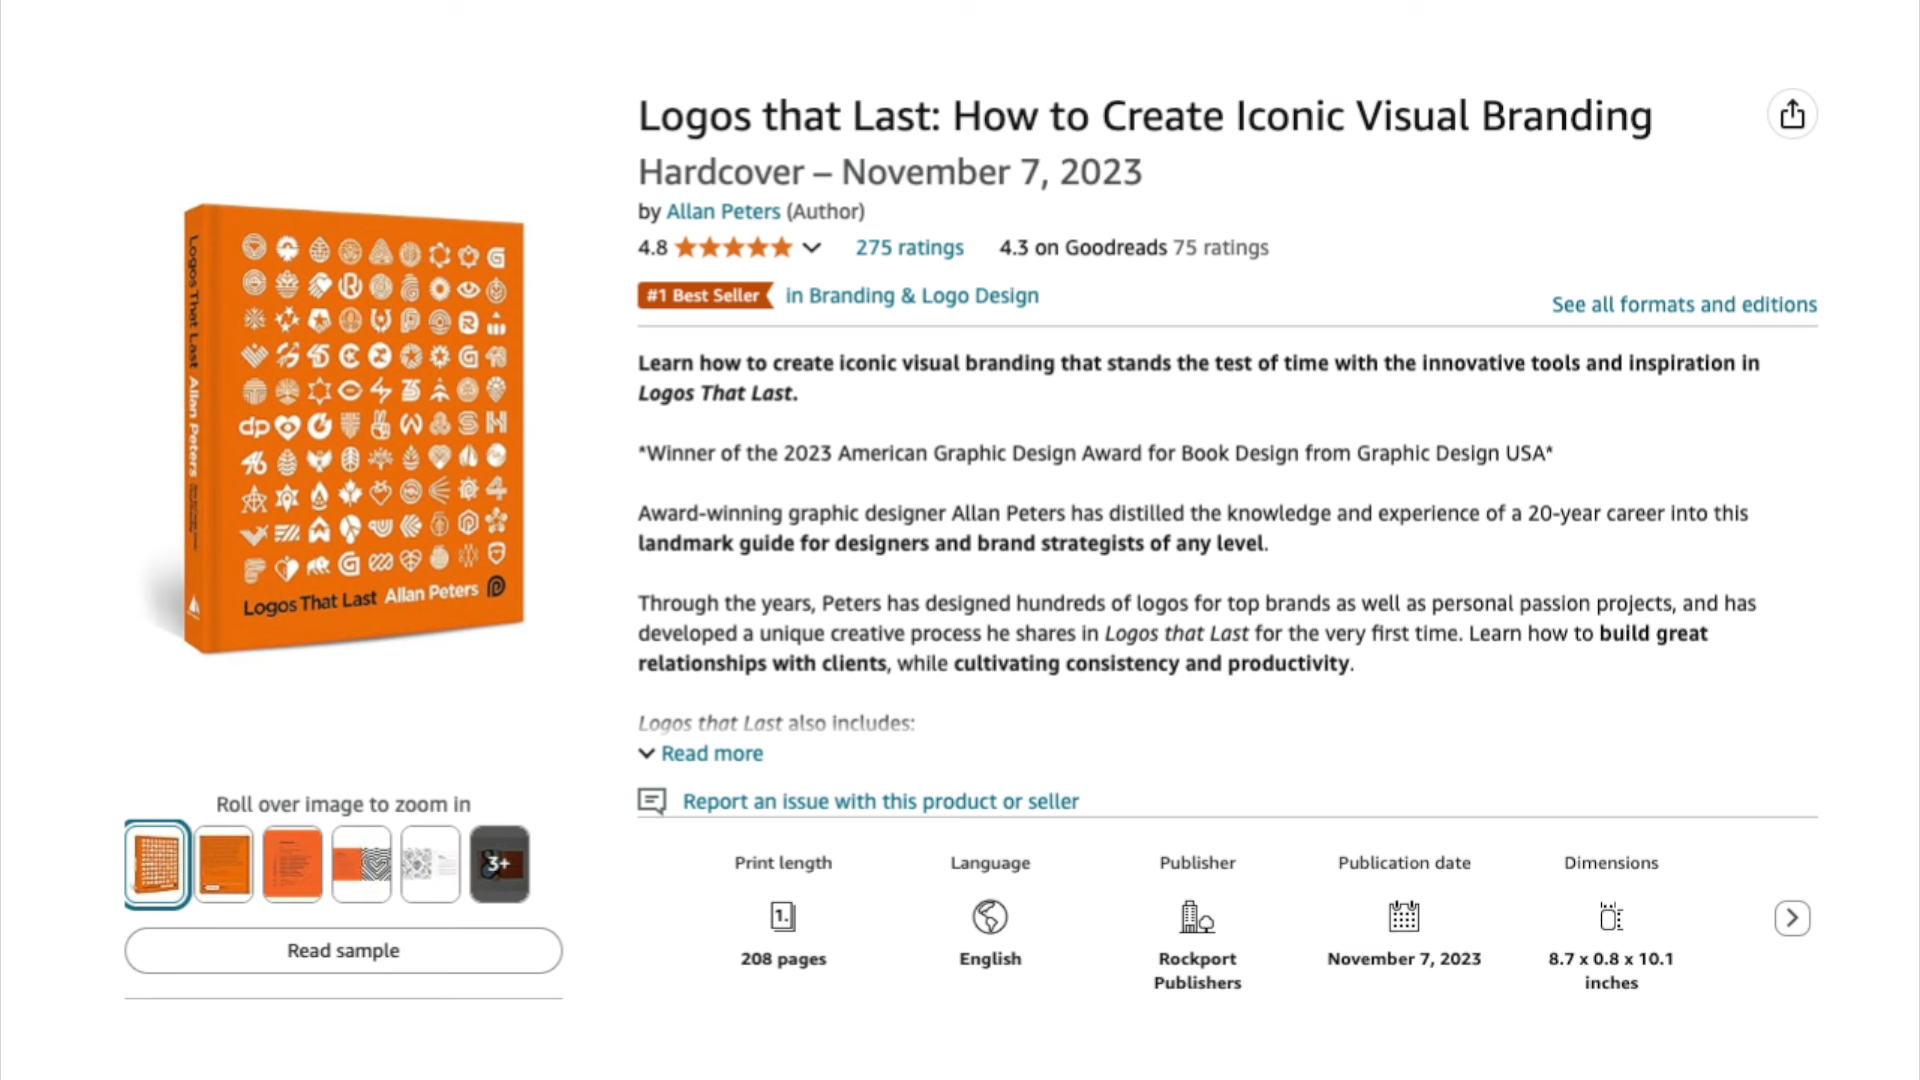 Logos that Last: How to Create Iconic Visual Branding
Hardcover – November 7, 2023
by Allan Peters (Author)
4.8 275 ratings 4.3 on Goodreads 75 ratings
#1 Best Seller in Branding & Logo Design
See all formats and editions
Learn how to create iconic visual branding that stands the test of time with the innovative tools and inspiration in
Logos That Last.
*Winner of the 2023 American Graphic Design Award for Book Design from Graphic Design USA*
Award-winning graphic designer Allan Peters has distilled the knowledge and experience of a 20-year career into this
landmark guide for designers and brand strategists of any level.
Through the years, Peters has designed hundreds of logos for top brands as well as personal passion projects, and has
developed a unique creative process he shares in Logos that Last for the very first time. Learn how to build great
relationships with clients, while cultivating consistency and productivity.
Logos that Last also includes:
Read more
Report an issue with this product or seller
Print length Language Publisher Publication date Dimensions
1.
208 pages English Rockport Publishers November 7, 2023 8.7 x 0.8 x 10.1 inches
Logos That Last Allan Peters
Logos That Last Allan Peters
Roll over image to zoom in
3+
Read sample